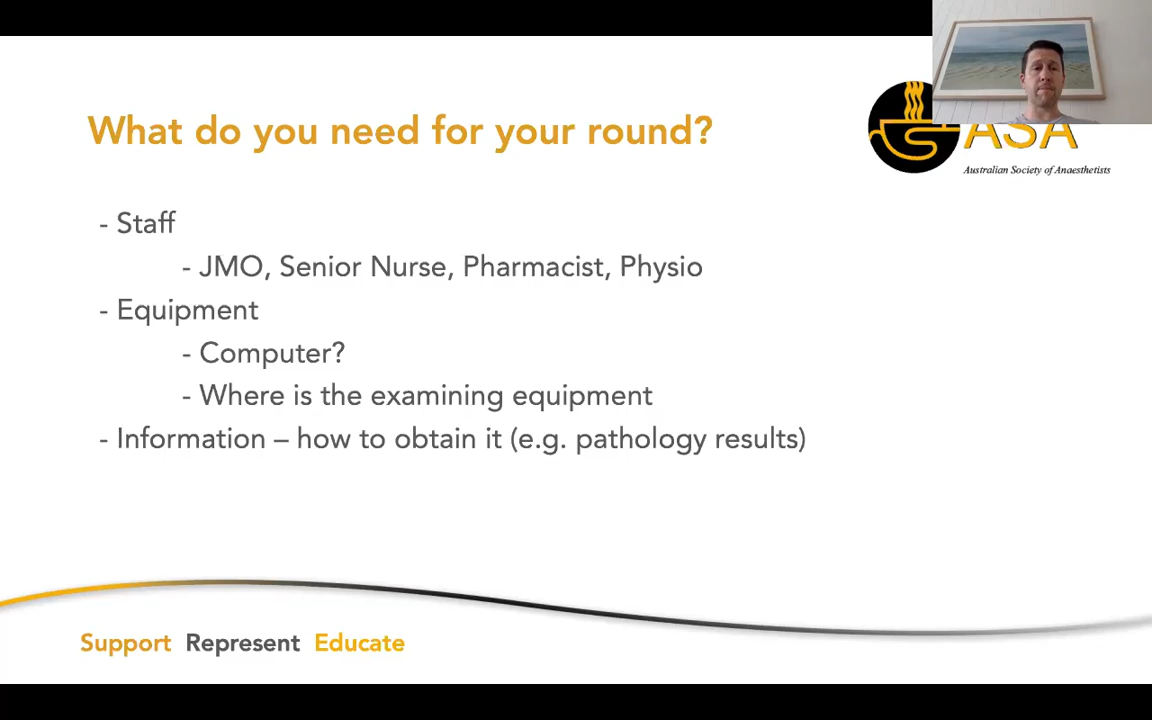 What do you need for your round?
ASA
Australian Society of Anaesthetists
- Staff
- JMO, Senior Nurse, Pharmacist, Physio
- Equipment
- Computer?
- Where is the examining equipment
- Information – how to obtain it (e.g. pathology results)
Support Represent Educate